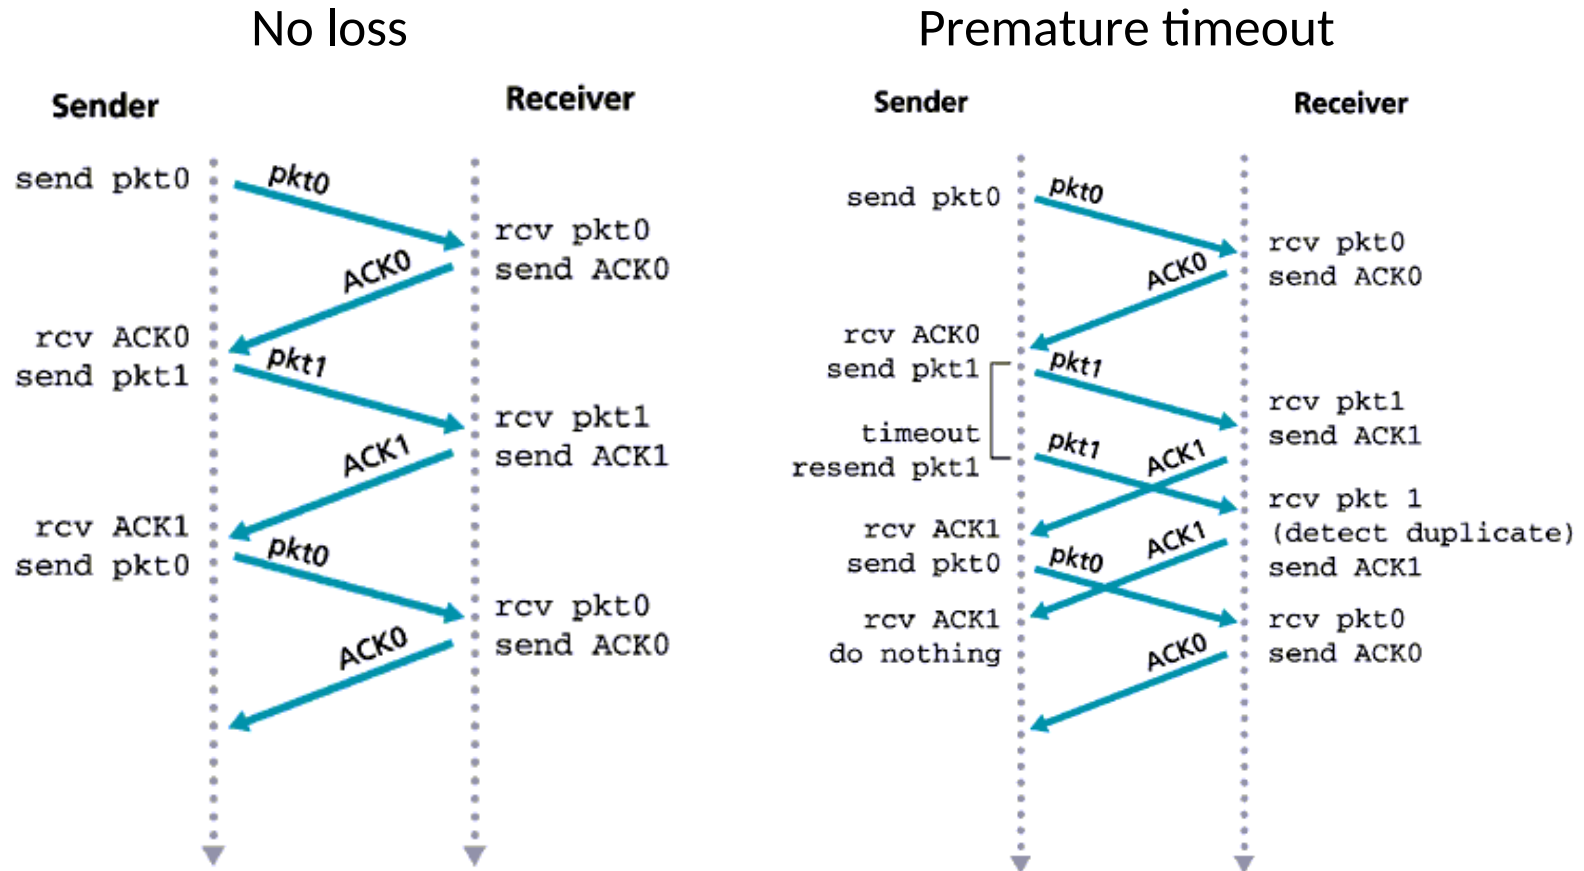 No loss
Sender
Receiver
send pkt0
pkt0
rcv pkt0
send ACK0
ACK0
rcv ACK0
send pkt1
pkt1
rcv pkt1
send ACK1
ACK1
rcv ACK1
send pkt0
pkt0
rcv pkt0
send ACK0
ACK0
Premature timeout
Sender
Receiver
send pkt0
pkt0
rcv pkt0
send ACK0
ACK0
rcv ACK0
send pkt1
pkt1
rcv pkt1
send ACK1
timeout
resend pkt1
pkt1
ACK1
rcv pkt 1
(detect duplicate)
send ACK1
rcv ACK1
send pkt0
pkt0
ACK1
rcv ACK1
do nothing
rcv pkt0
send ACK0
ACK0